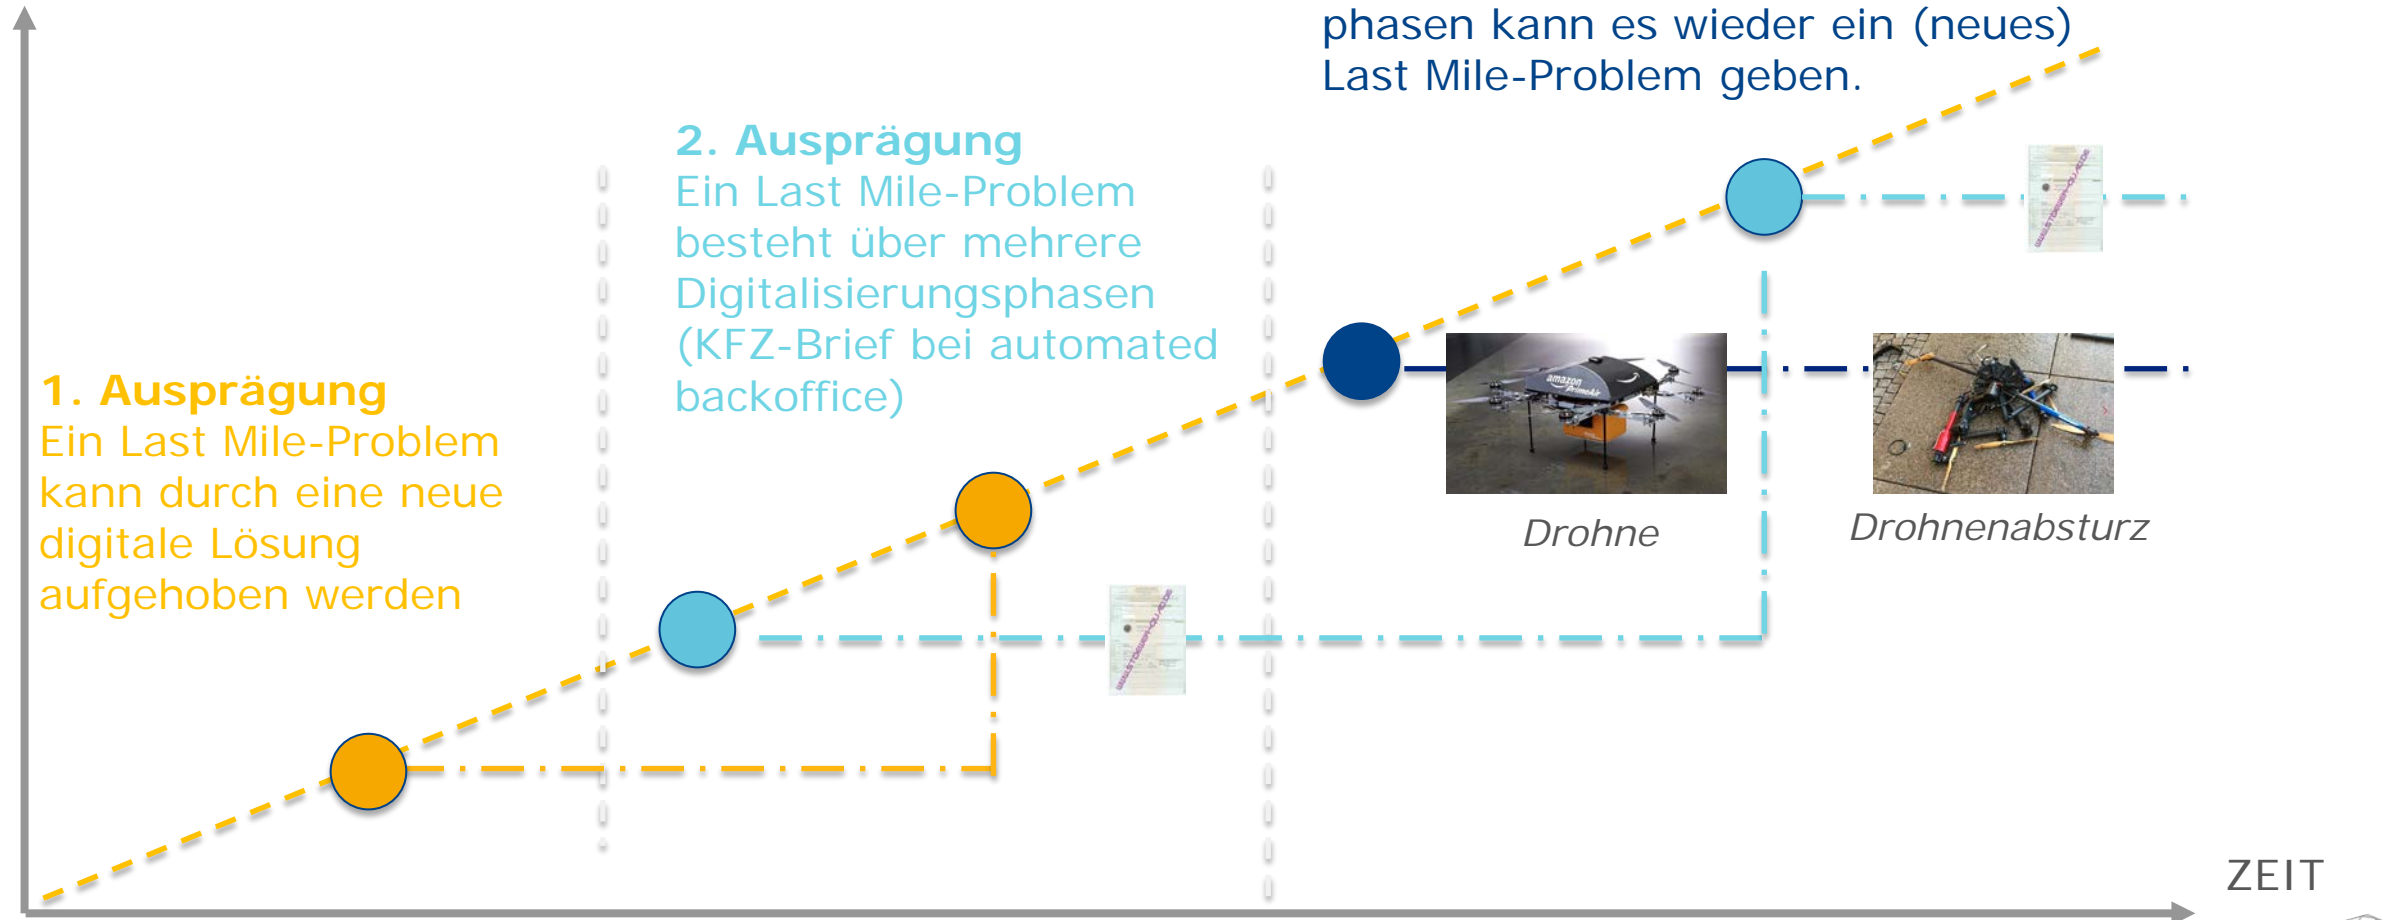 phasen kann es wieder ein (neues)
Last Mile-Problem geben.
2. Ausprägung
Ein Last Mile-Problem
besteht über mehrere
Digitalisierungsphasen
(KFZ-Brief bei automated
backoffice)
1. Ausprägung
Ein Last Mile-Problem
kann durch eine neue
digitale Lösung
aufgehoben werden
amazon
PrimeAir
Drohne
Drohnenabsturz
ZEIT